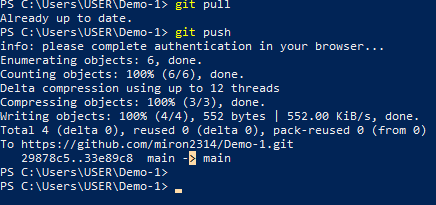 PS C:\Users\USER\Demo-1> git pull
Already up to date.
PS C:\Users\USER\Demo-1> git push
info: please complete authentication in your browser...
Enumerating objects: 6, done.
Counting objects: 100% (6/6), done.
Delta compression using up to 12 threads
Compressing objects: 100% (3/3), done.
Writing objects: 100% (4/4), 552 bytes | 552.00 KiB/s, done.
Total 4 (delta 0), reused 0 (delta 0), pack-reused 0 (from 0)
To https://github.com/miron2314/Demo-1.git
   29878c5..33e89c8  main -> main
PS C:\Users\USER\Demo-1>
PS C:\Users\USER\Demo-1>